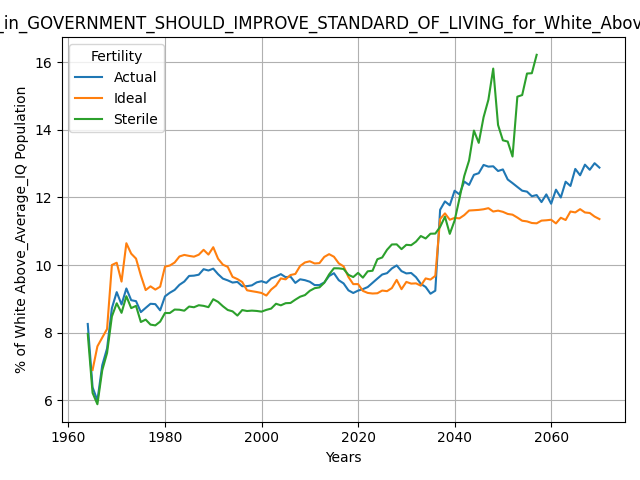 _in_GOVERNMENT_SHOULD_IMPROVE_STANDARD_OF_LIVING_for_White_Abov
Fertility
Actual
Ideal
Sterile
% of White Above_Average_IQ Population
16
14
12
10
8
6
1960
1980
2000
2020
2040
2060
Years